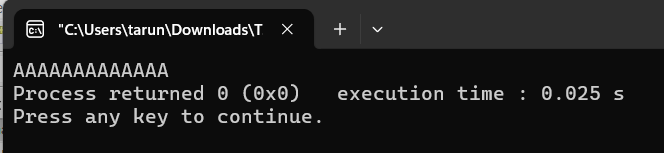 "C:\Users\tarun\Downloads\T
AAAAAAAAAAAAA
Process returned 0 (0x0)   execution time : 0.025 s
Press any key to continue.